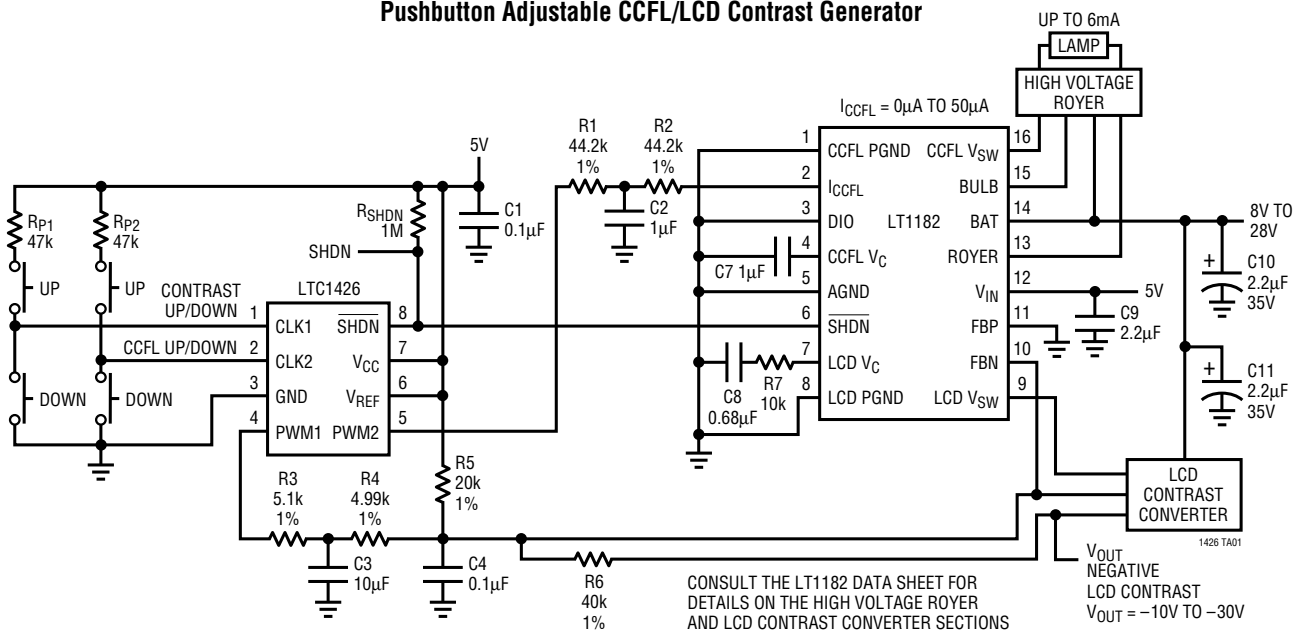 Pushbutton Adjustable CCFL/LCD Contrast Generator
UP TO 6mA
LAMP
HIGH VOLTAGE
ROYER
I_CCFL = 0µA TO 50µA
5V
R1
44.2k
1%
R2
44.2k
1%
C2
1µF
C1
0.1µF
R_P1
47k
R_P2
47k
R_SHDN
1M
SHDN
UP
UP
DOWN
DOWN
CONTRAST
UP/DOWN
CCFL UP/DOWN
LTC1426
1
CLK1
2
CLK2
3
GND
4
PWM1
SHDN
8
V_CC
7
V_REF
6
PWM2
5
R3
5.1k
1%
R4
4.99k
1%
R5
20k
1%
C3
10µF
C4
0.1µF
R6
40k
1%
LT1182
1
CCFL PGND
2
I_CCFL
3
DIO
4
CCFL V_C
5
AGND
6
SHDN
7
LCD V_C
8
LCD PGND
CCFL V_SW
16
BULB
15
BAT
14
ROYER
13
V_IN
12
FBP
11
FBN
10
LCD V_SW
9
C7 1µF
C8
0.68µF
R7
10k
8V TO
28V
+
C10
2.2µF
35V
5V
C9
2.2µF
+
C11
2.2µF
35V
LCD
CONTRAST
CONVERTER
1426 TA01
V_OUT
NEGATIVE
LCD CONTRAST
V_OUT = –10V TO –30V
CONSULT THE LT1182 DATA SHEET FOR
DETAILS ON THE HIGH VOLTAGE ROYER
AND LCD CONTRAST CONVERTER SECTIONS